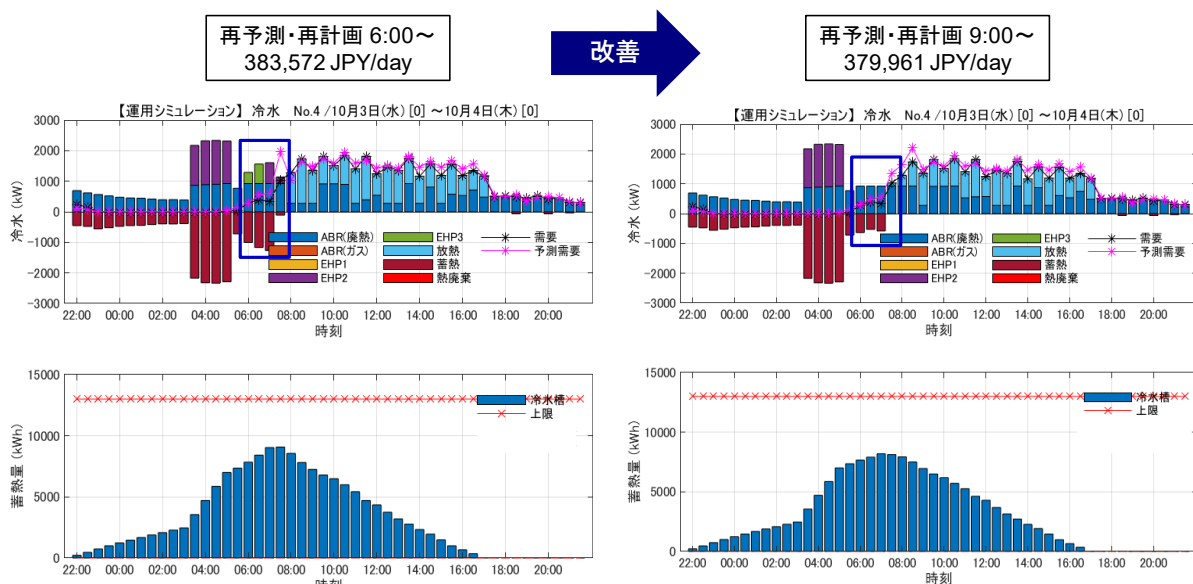 再予測・再計画 6:00～
383,572 JPY/day
改善
再予測・再計画 9:00～
379,961 JPY/day
【運用シミュレーション】 冷水 No.4 /10月3日(水) [0] ～10月4日(木) [0]
3000
2000
1000
0
−1000
−2000
−3000
冷水 (kW)
ABR(廃熱)
ABR(ガス)
EHP1
EHP2
EHP3
放熱
蓄熱
熱廃棄
需要
予測需要
22:00 00:00 02:00 04:00 06:00 08:00 10:00 12:00 14:00 16:00 18:00 20:00
時刻
【運用シミュレーション】 冷水 No.4 /10月3日(水) [0] ～10月4日(木) [0]
3000
2000
1000
0
−1000
−2000
−3000
冷水 (kW)
ABR(廃熱)
ABR(ガス)
EHP1
EHP2
EHP3
放熱
蓄熱
熱廃棄
需要
予測需要
22:00 00:00 02:00 04:00 06:00 08:00 10:00 12:00 14:00 16:00 18:00 20:00
時刻
15000
10000
5000
0
蓄熱量 (kWh)
冷水槽
上限
22:00 00:00 02:00 04:00 06:00 08:00 10:00 12:00 14:00 16:00 18:00 20:00
時刻
15000
10000
5000
0
蓄熱量 (kWh)
冷水槽
上限
22:00 00:00 02:00 04:00 06:00 08:00 10:00 12:00 14:00 16:00 18:00 20:00
時刻